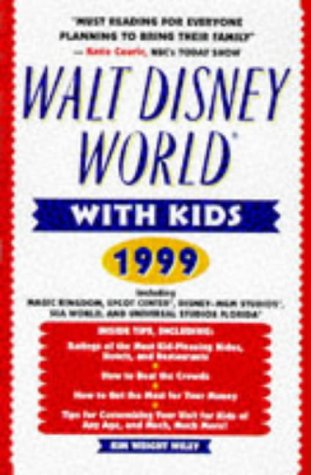 "MUST READING FOR EVERYONE
PLANNING TO BRING THEIR FAMILY"
— Katie Couric, NBC's TODAY SHOW
WALT DISNEY
WORLD®
WITH KIDS
1999
Including
MAGIC KINGDOM, EPCOT CENTER®, DISNEY-MGM STUDIOS®,
SEA WORLD, AND UNIVERSAL STUDIOS FLORIDA®
INSIDE TIPS, INCLUDING:
Ratings of the Most Kid-Pleasing Rides,
Hotels, and Restaurants
How to Beat the Crowds
How to Get the Most for Your Money
Tips for Customizing Your Visit for Kids of
Any Age, and Much, Much More!
KIM WRIGHT WILEY